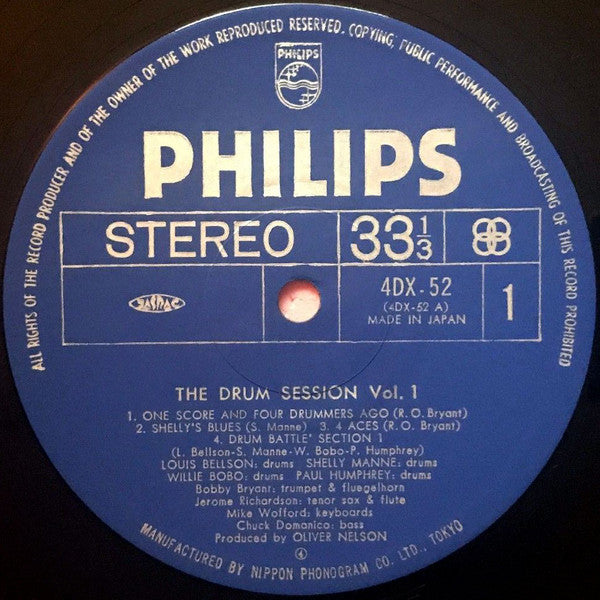 ALL RIGHTS OF THE RECORD PRODUCER AND OF THE OWNER OF THE WORK REPRODUCED RESERVED. COPYING, PUBLIC PERFORMANCE AND BROADCASTING OF THIS RECORD PROHIBITED
PHILIPS
PHILIPS
STEREO 33 1/3
JASRAC
4DX-52
(4DX-52 A)
MADE IN JAPAN
1
THE DRUM SESSION Vol. 1
1. ONE SCORE AND FOUR DRUMMERS AGO (R.O. Bryant)
2. SHELLY'S BLUES (S. Manne) 3. 4 ACES (R.O. Bryant)
4. DRUM BATTLE' SECTION 1
(L. Bellson-S. Manne-W. Bobo-P. Humphrey)
LOUIS BELLSON: drums SHELLY MANNE: drums
WILLIE BOBO: drums PAUL HUMPHREY: drums
Bobby Bryant: trumpet & fluegelhorn
Jerome Richardson: tenor sax & flute
Mike Wofford: keyboards
Chuck Domanico: bass
Produced by OLIVER NELSON
④
MANUFACTURED BY NIPPON PHONOGRAM CO. LTD., TOKYO